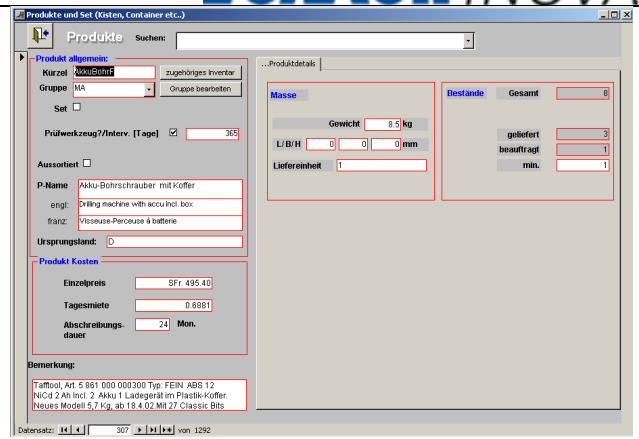 Produkte und Set (Kisten, Container etc..)
Produkte Suchen:
Produkt allgemein:
Kürzel AkkuBohrF zugehöriges Inventar
Gruppe MA Gruppe bearbeiten
Set
Prüfwerkzeug?/Interv. [Tage] 365
Aussortiert
P-Name Akku-Bohrschrauber mit Koffer
engl: Drilling machine with accu incl. box
franz: Visseuse-Perceuse á batterie
Ursprungsland: D
Produkt Kosten
Einzelpreis SFr. 495.40
Tagesmiete 0.6881
Abschreibungs-
dauer 24 Mon.
Bemerkung:
Tafftool, Art. 5 861 000 000300 Typ: FEIN ABS 12
NiCd 2 Ah Incl. 2 Akku 1 Ladegerät im Plastik-Koffer.
Neues Modell 5,7 Kg, ab 18.4.02 Mit 27 Classic Bits
...Produktdetails
Masse
Gewicht 8.5 kg
L/ B/ H 0 0 0 mm
Liefereinheit 1
Bestände Gesamt 8
geliefert 3
beauftragt 1
min. 1
Datensatz: 307 von 1292